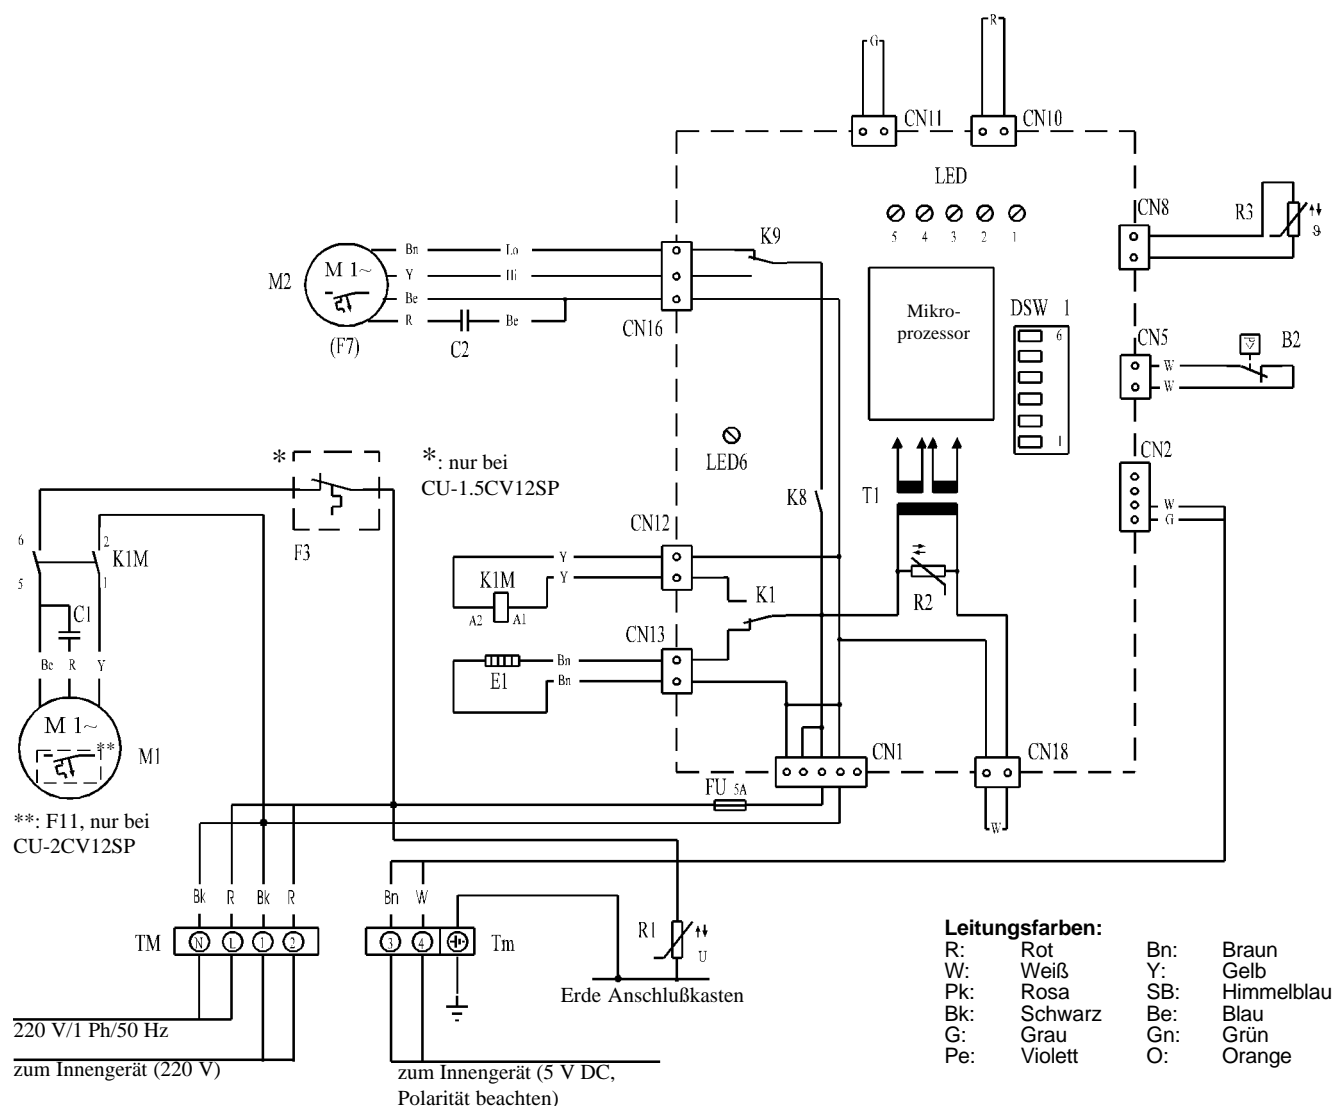 R
G
CN11
CN10
LED
5 4 3 2 1
CN8
R3
ϑ
K9
Bn Lo
Y Hi
Be
R Be
M 1~
M2
(F7)
C2
CN16
Mikro-
prozessor
DSW 1
6
1
CN5
B2
P
W
W
LED6
CN2
W
G
*
*: nur bei
CU-1.5CV12SP
F3
K8
T1
CN12
6
2
K1M
5
1
Y
Y
K1M
A2 A1
K1
R2
C1
CN13
Be R Y
Bn
Bn
E1
M 1~
**
M1
CN1
CN18
FU 5A
W
**: F11, nur bei
CU-2CV12SP
Bk R Bk R
Bn W
TM N L 1 2
3 4 Tm
R1
U
Erde Anschlußkasten
220 V/1 Ph/50 Hz
zum Innengerät (220 V)
zum Innengerät (5 V DC,
Polarität beachten)
Leitungsfarben:
R: Rot Bn: Braun
W: Weiß Y: Gelb
Pk: Rosa SB: Himmelblau
Bk: Schwarz Be: Blau
G: Grau Gn: Grün
Pe: Violett O: Orange